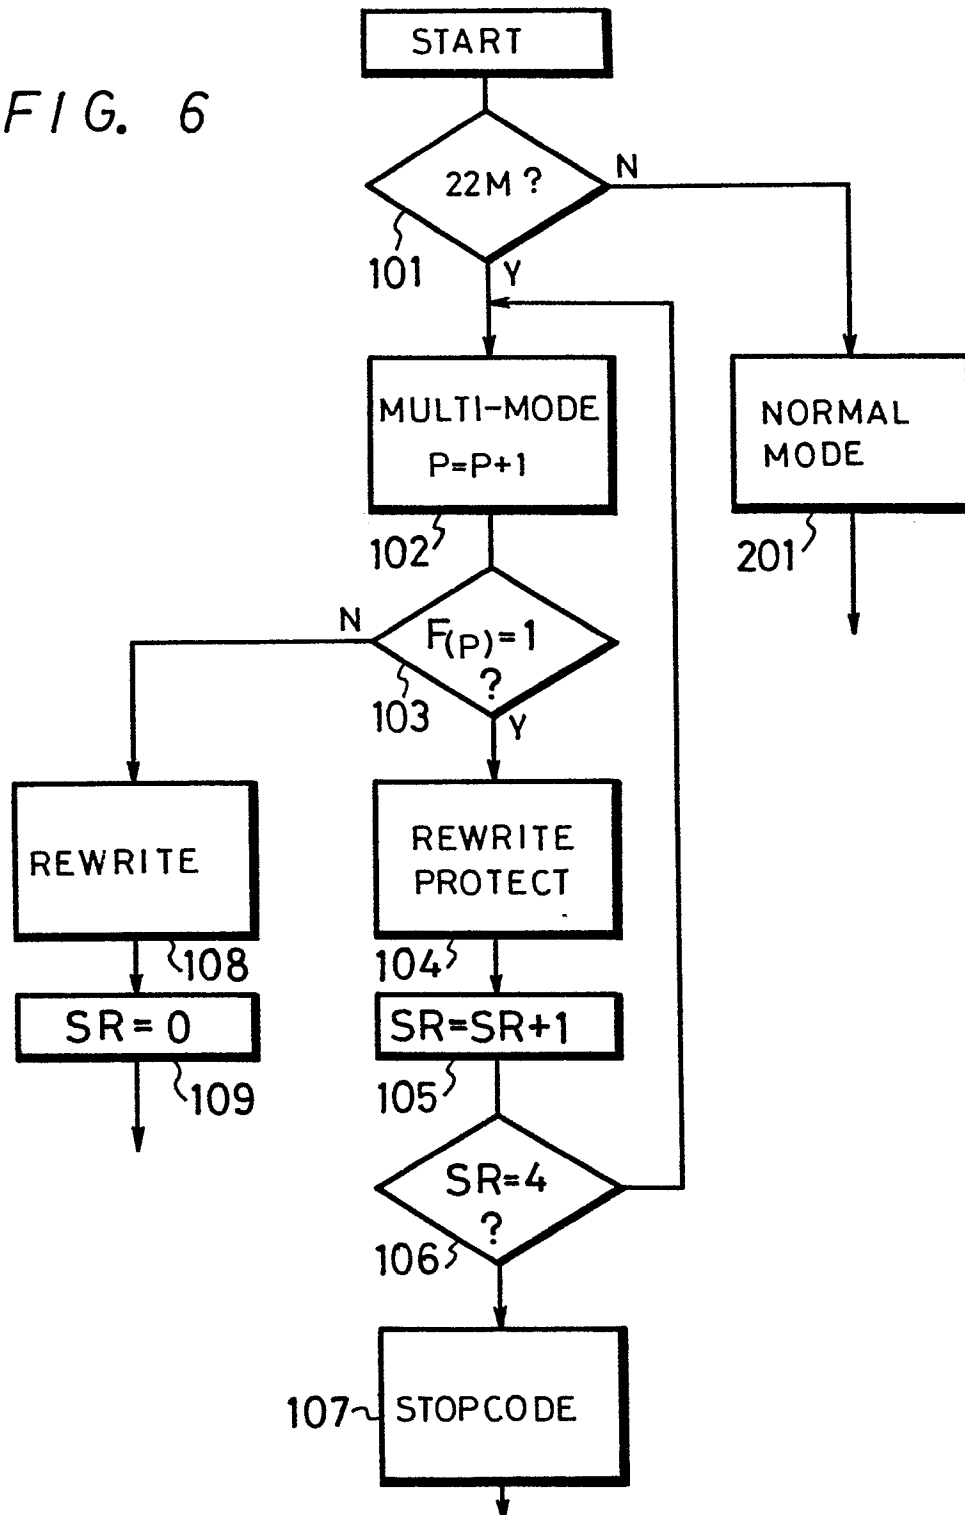 START
FIG. 6
22M ?
N
101
Y
MULTI-MODE
P=P+1
NORMAL
MODE
102
201
N
F(P)=1
?
103
Y
REWRITE
REWRITE
PROTECT
108
104
SR=0
SR=SR+1
109
105
SR=4
?
106
107
STOPCODE